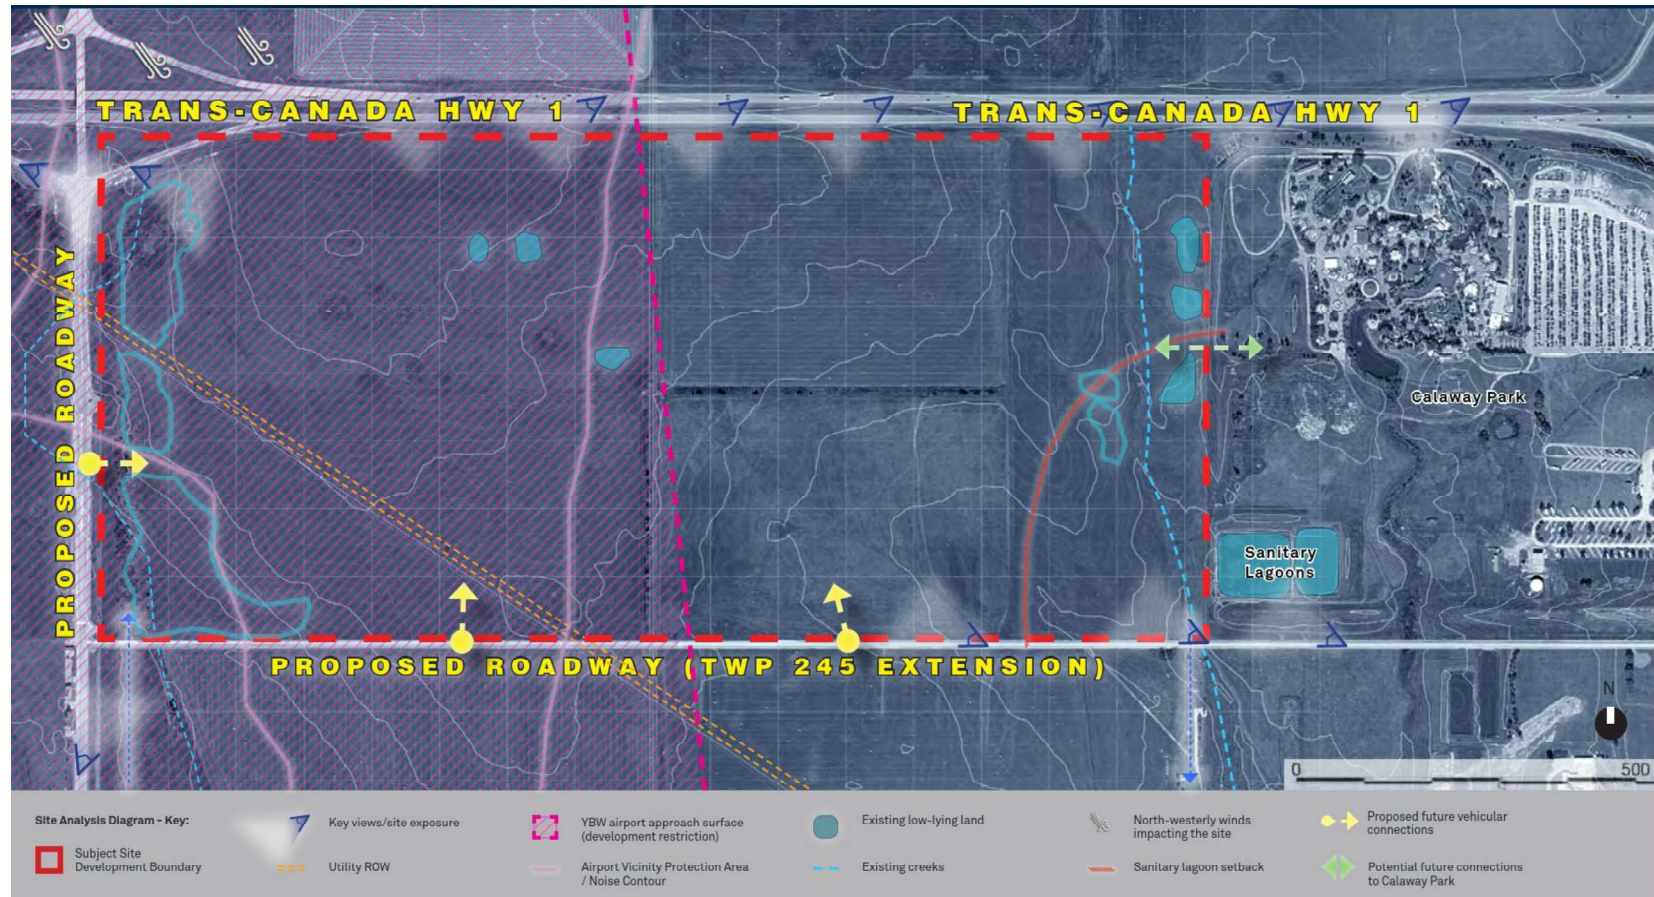 TRANS-CANADA HWY 1
TRANS-CANADA HWY 1
PROPOSED ROADWAY
PROPOSED ROADWAY
Calaway Park
Sanitary
Lagoons
PROPOSED ROADWAY (TWP 245 EXTENSION)
N
0
500
Site Analysis Diagram - Key:
Subject Site
Development Boundary
Key views/site exposure
Utility ROW
YBW airport approach surface
(development restriction)
Airport Vicinity Protection Area
/ Noise Contour
Existing low-lying land
Existing creeks
North-westerly winds
impacting the site
Sanitary lagoon setback
Proposed future vehicular
connections
Potential future connections
to Calaway Park